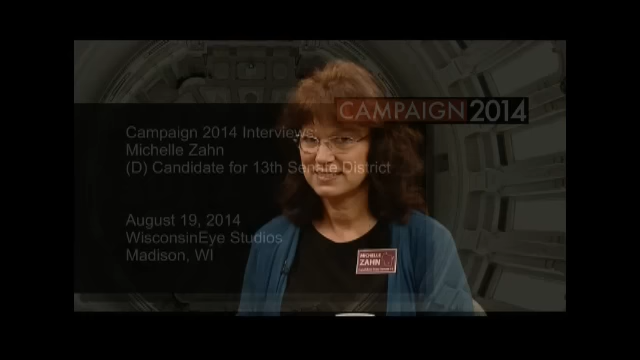 CAMPAIGN 2014
Campaign 2014 Interviews
Michelle Zahn
(D) Candidate for 13th Senate District
August 19, 2014
WisconsinEye Studios
Madison, WI
MICHELLE
ZAHN